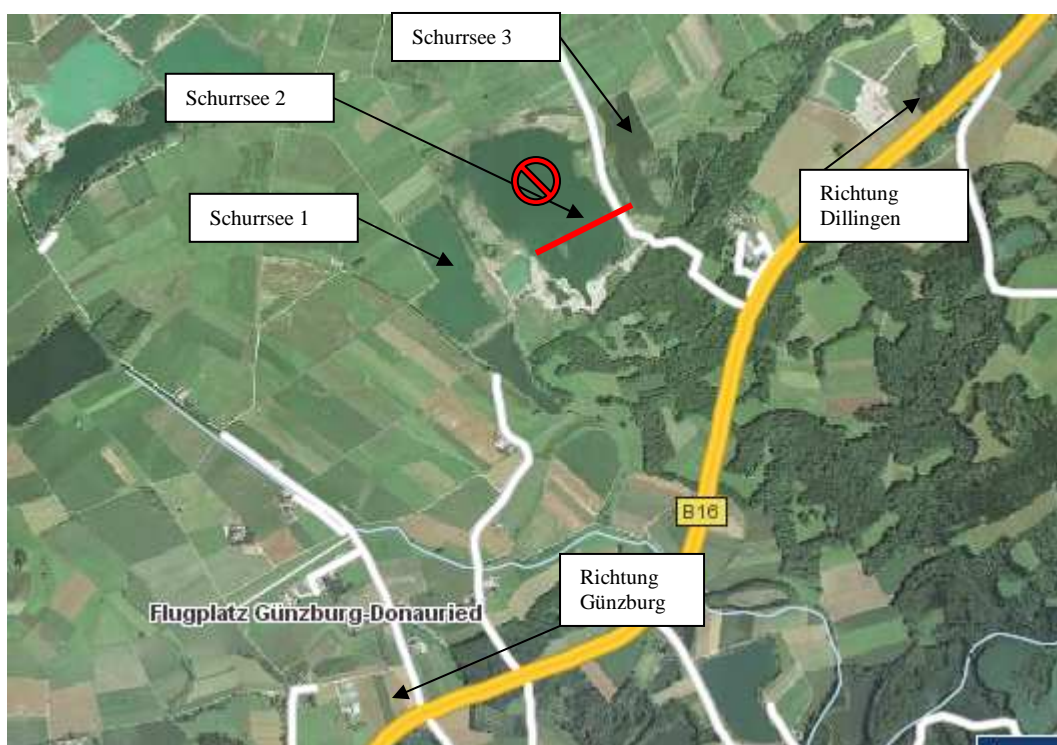 Schurrsee 3
Schurrsee 2
Schurrsee 1
Richtung
Dillingen
B16
Richtung
Günzburg
Flugplatz Günzburg-Donauried